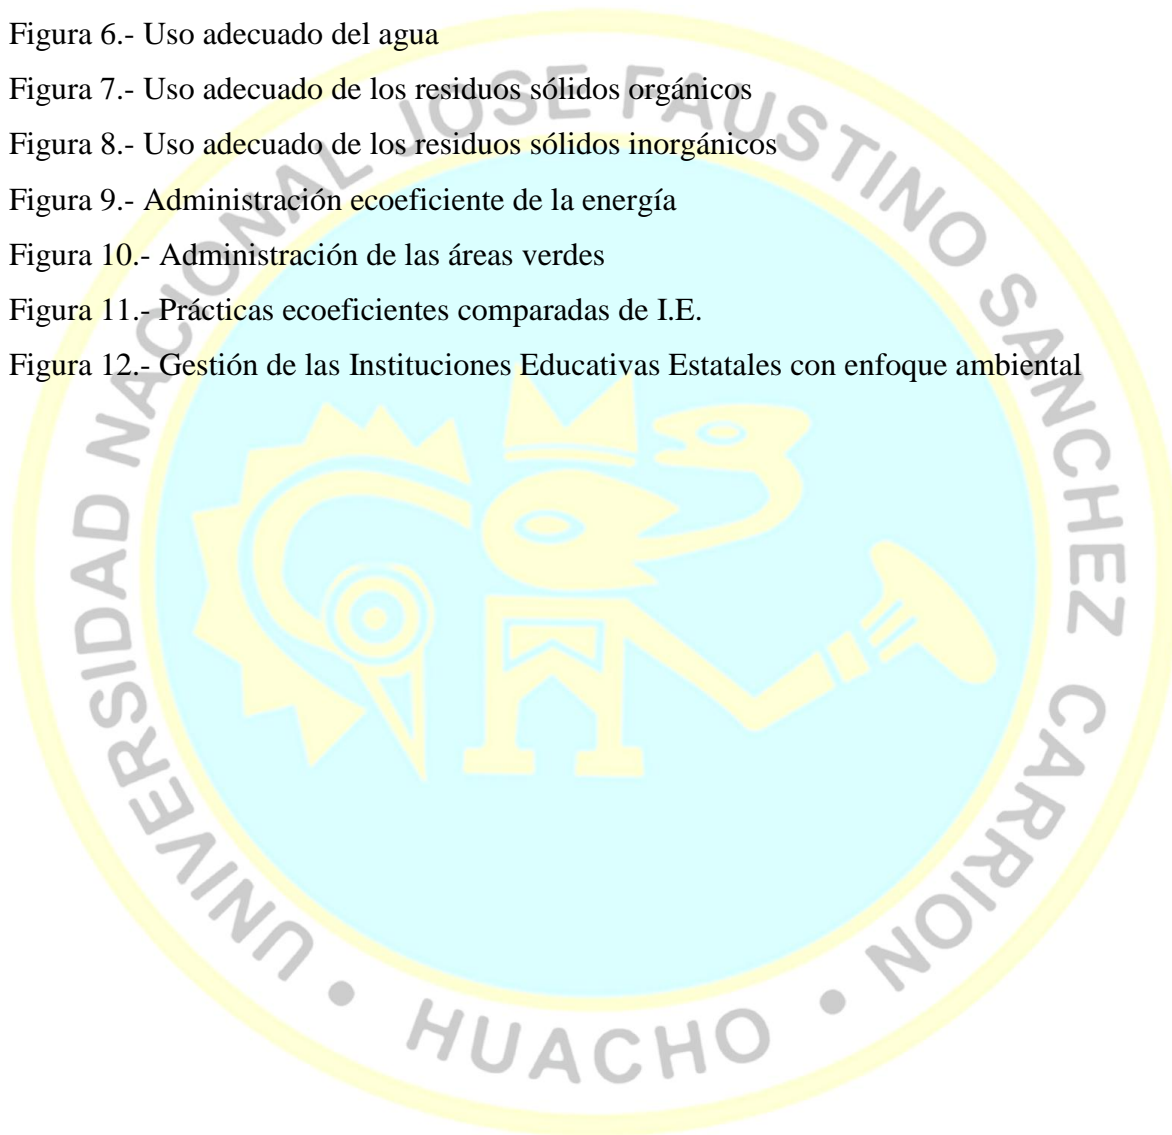 Figura 6.- Uso adecuado del agua
Figura 7.- Uso adecuado de los residuos sólidos orgánicos
Figura 8.- Uso adecuado de los residuos sólidos inorgánicos
Figura 9.- Administración ecoeficiente de la energía
Figura 10.- Administración de las áreas verdes
Figura 11.- Prácticas ecoeficientes comparadas de I.E.
Figura 12.- Gestión de las Instituciones Educativas Estatales con enfoque ambiental
UNIVERSIDAD NACIONAL JOSE FAUSTINO SANCHEZ CARRION • HUACHO •